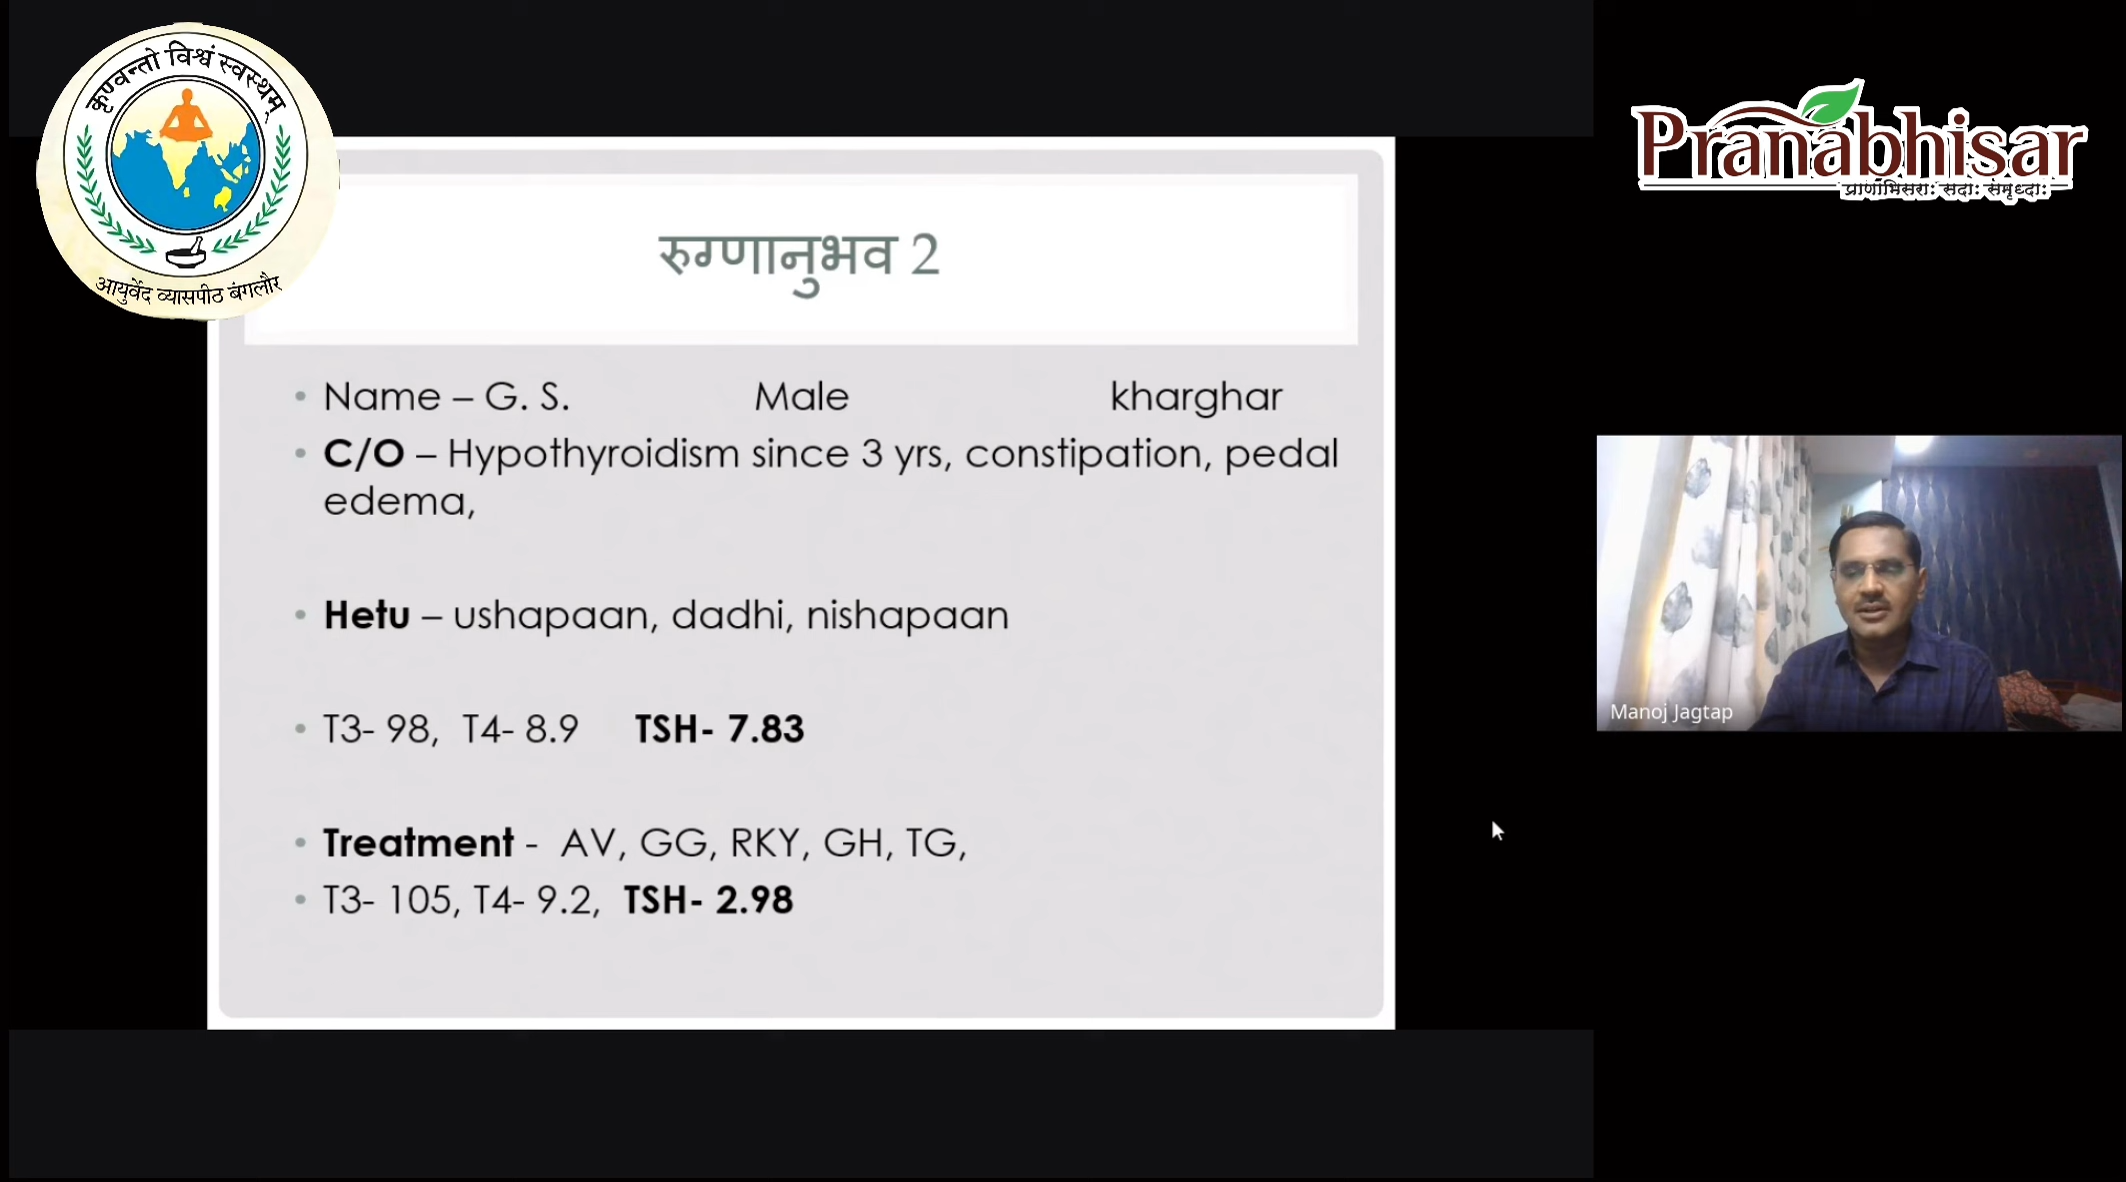 कृण्वन्तो विश्वं स्वस्थम्
आयुर्वेद व्यासपीठ बंगलौर
Pranabhisar
प्राणाभिसराः सदाः संमृध्दाः
रुग्णानुभव 2
• Name – G. S. Male kharghar
• C/O – Hypothyroidism since 3 yrs, constipation, pedal
edema,
• Hetu – ushapaan, dadhi, nishapaan
• T3- 98, T4- 8.9 TSH- 7.83
• Treatment - AV, GG, RKY, GH, TG,
• T3- 105, T4- 9.2, TSH- 2.98
Manoj Jagtap